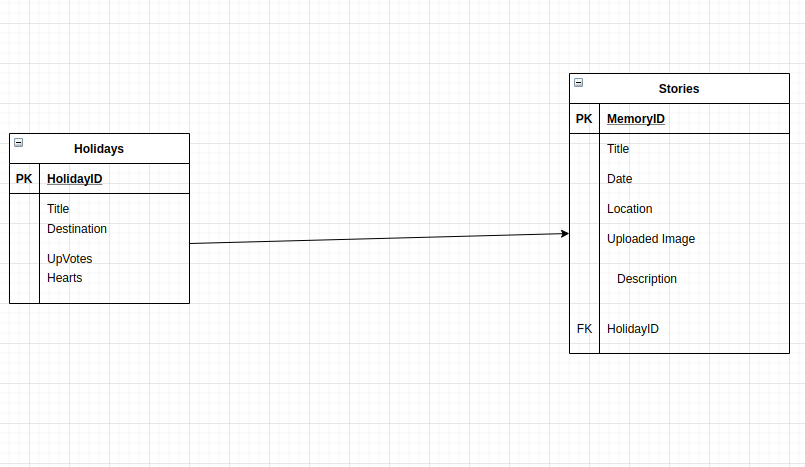 Holidays
PK HolidayID
Title
Destination
UpVotes
Hearts
Stories
PK MemoryID
Title
Date
Location
Uploaded Image
Description
FK HolidayID